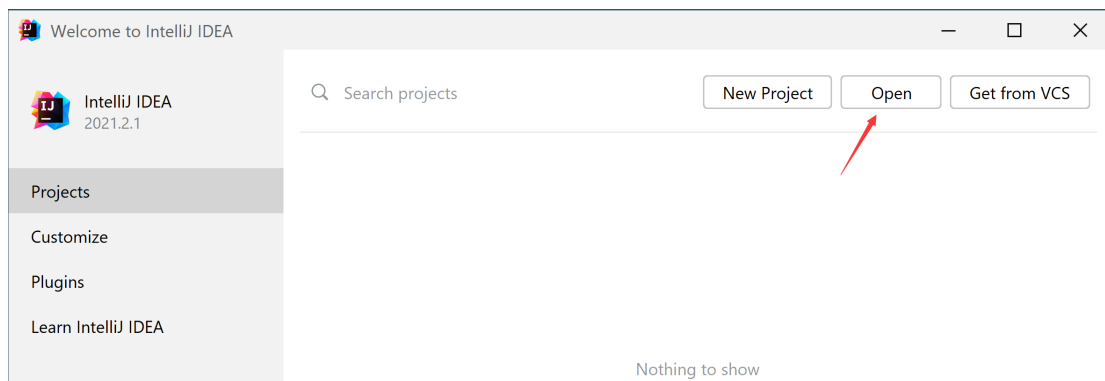 Welcome to IntelliJ IDEA
IJ
IntelliJ IDEA
2021.2.1
Search projects
New Project
Open
Get from VCS
Projects
Customize
Plugins
Learn IntelliJ IDEA
Nothing to show